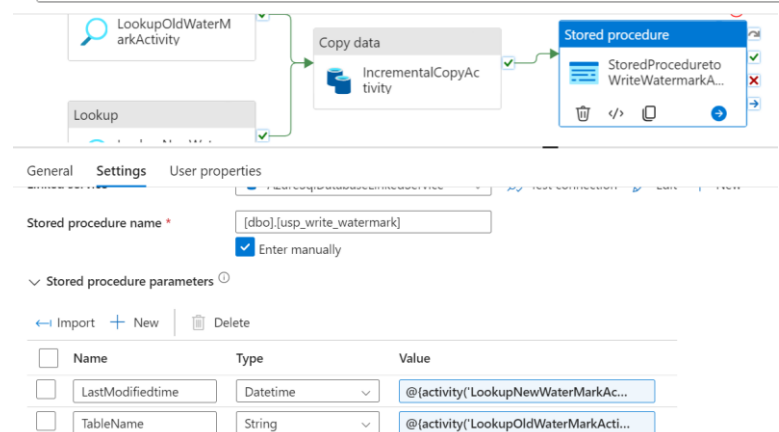 LookupOldWaterM
arkActivity
Copy data
IncrementalCopyAc
tivity
Stored procedure
StoredProcedureto
WriteWatermarkA...
Lookup
General
Settings
User properties
Stored procedure name *
[dbo].[usp_write_watermark]
Enter manually
Stored procedure parameters
Import
New
Delete
Name
Type
Value
LastModifiedtime
Datetime
@{activity('LookupNewWaterMarkAc...
TableName
String
@{activity('LookupOldWaterMarkActi...